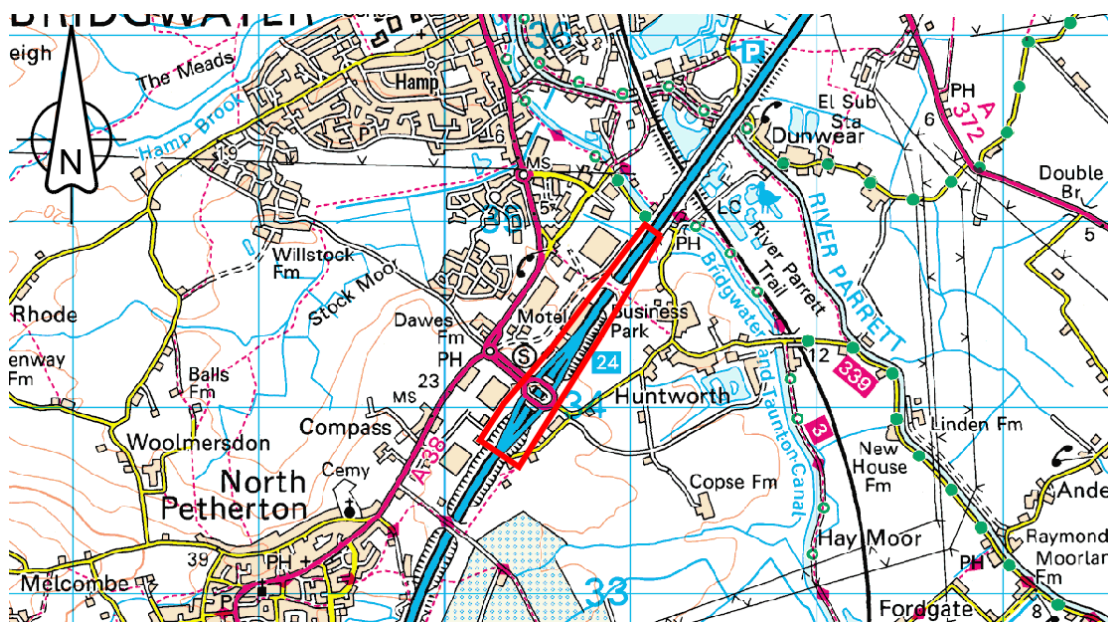 BRIDGWATER
eigh
The Meads
Hamp Brook
Hamp
36
P
El Sub
Sta
Dunwear
PH
6
A 372
Double
Br
5
N
19
6
MS
35
LC
PH
River Parrett
Trail
RIVER PARRETT
Willstock
Fm
Stock Moor
Rhode
Dawes
Fm
Motel
Business
Park
Bridgwater and Taunton Canal
PH
S
24
12
339
enway
Fm
Balls
Fm
23
MS
34
Huntworth
Compass
A 38
3
Linden Fm
Woolmersdon
Cemy
New
House
Fm
North
Petherton
Copse Fm
Ande
Hay Moor
Raymond
Moorlan
Fm
39
PH
PH
Melcombe
P
33
Fordgate
8